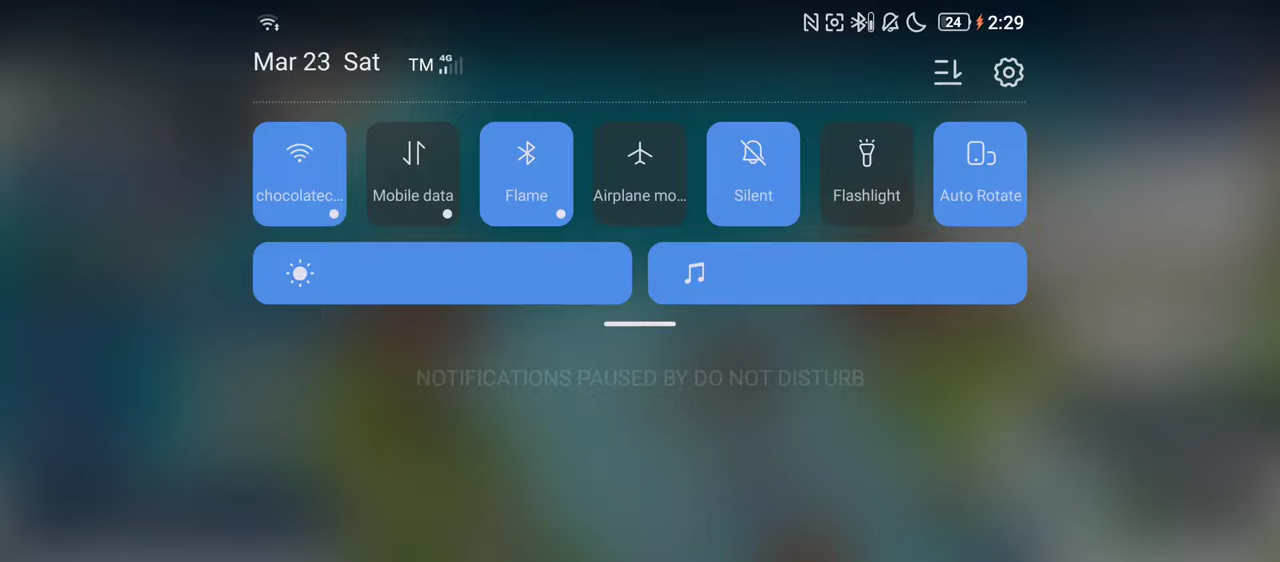 24 2:29
Mar 23 Sat TM 4G
chocolatec... Mobile data Flame Airplane mo... Silent Flashlight Auto Rotate
NOTIFICATIONS PAUSED BY DO NOT DISTURB